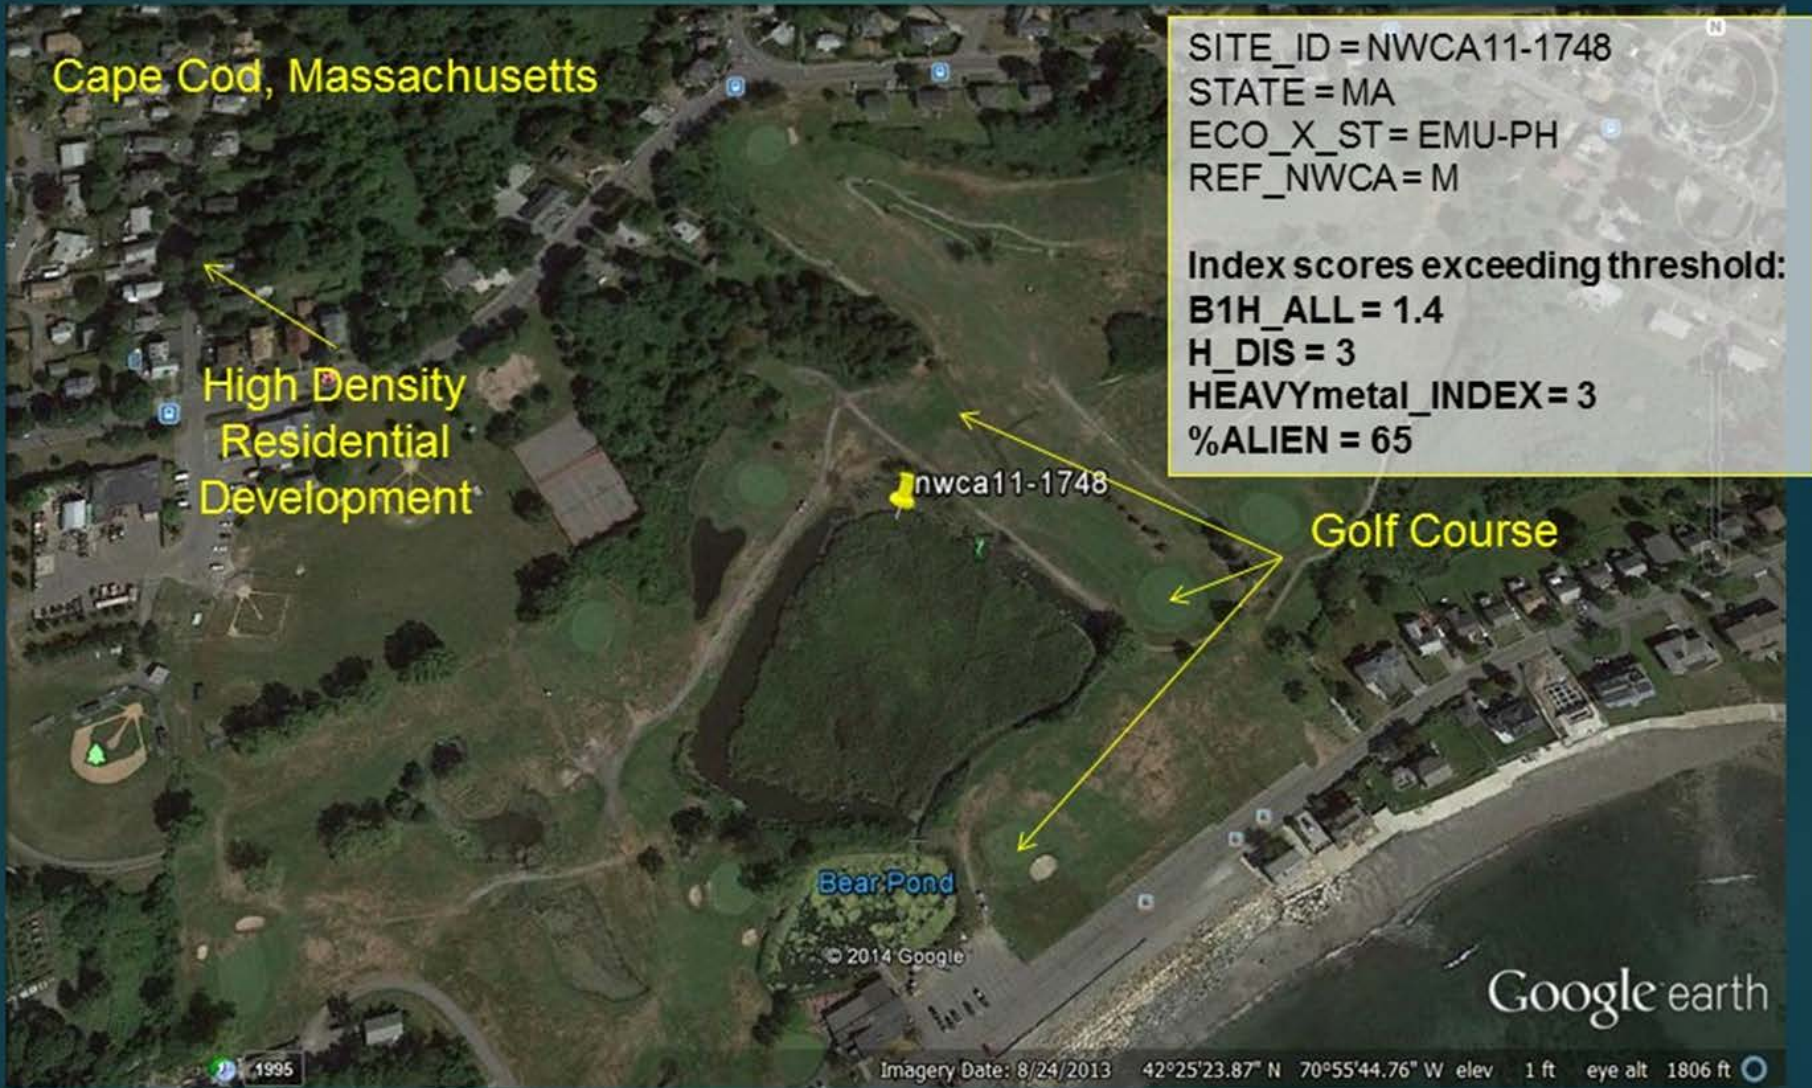 Cape Cod, Massachusetts
SITE_ID = NWCA11-1748
STATE = MA
ECO_X_ST = EMU-PH
REF_NWCA = M
Index scores exceeding threshold:
B1H_ALL = 1.4
H_DIS = 3
HEAVYmetal_INDEX = 3
%ALIEN = 65
N
High Density
Residential
Development
nwca11-1748
Golf Course
Bear Pond
© 2014 Google
Google earth
1995
Imagery Date: 8/24/2013 42°25'23.87" N 70°55'44.76" W elev 1 ft eye alt 1806 ft